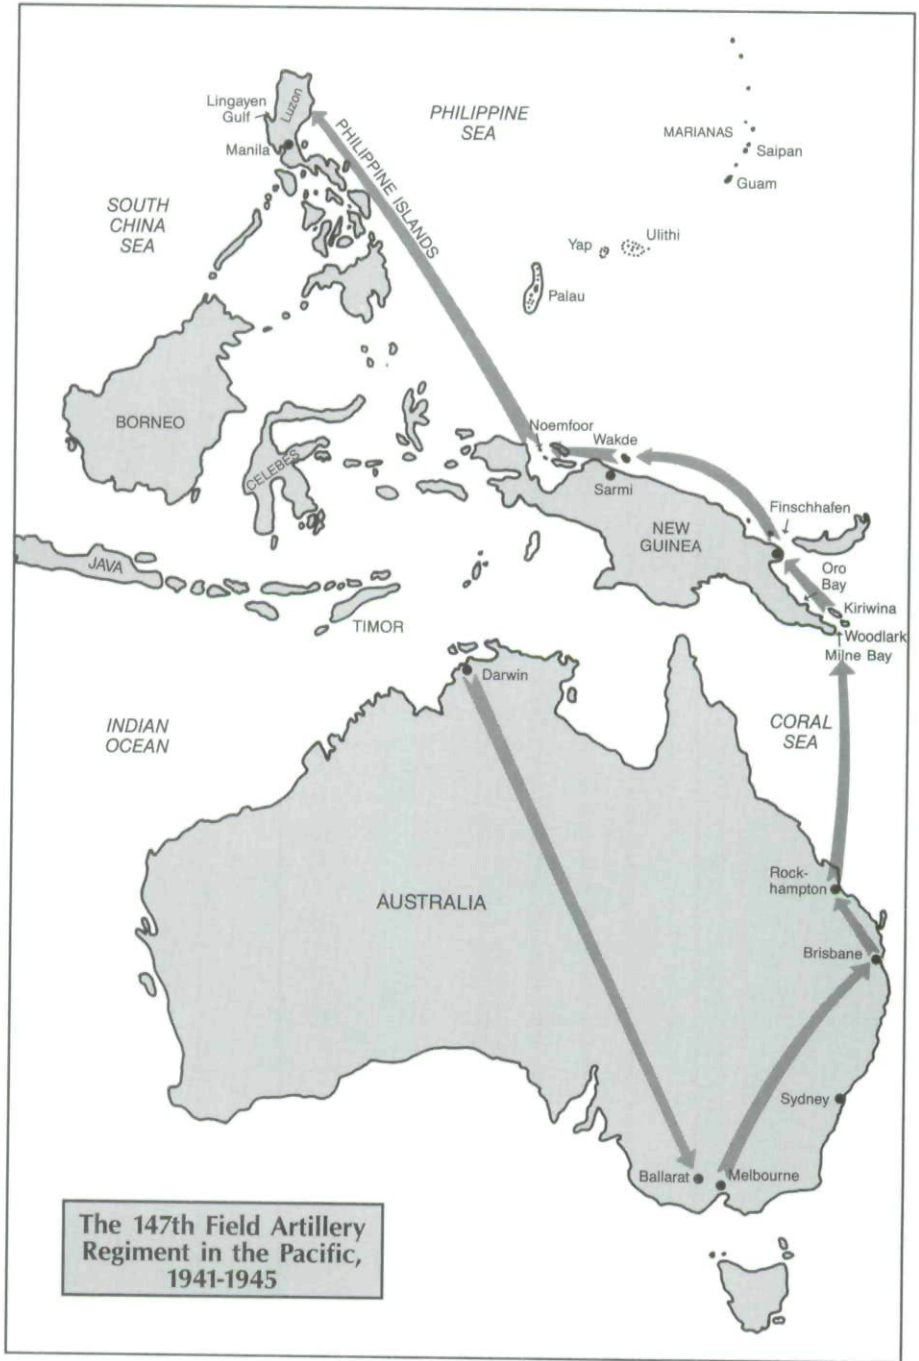 Lingayen
Gulf
Luzon
Manila
PHILIPPINE
SEA
PHILIPPINE ISLANDS
MARIANAS
Saipan
Guam
SOUTH
CHINA
SEA
Yap
Ulithi
Palau
BORNEO
CELEBES
Noemfoor
Wakde
Sarmi
NEW
GUINEA
Finschhafen
Oro
Bay
Kiriwina
Woodlark
Milne Bay
JAVA
TIMOR
Darwin
INDIAN
OCEAN
CORAL
SEA
AUSTRALIA
Rock-
hampton
Brisbane
Sydney
Ballarat
Melbourne
The 147th Field Artillery
Regiment in the Pacific,
1941-1945